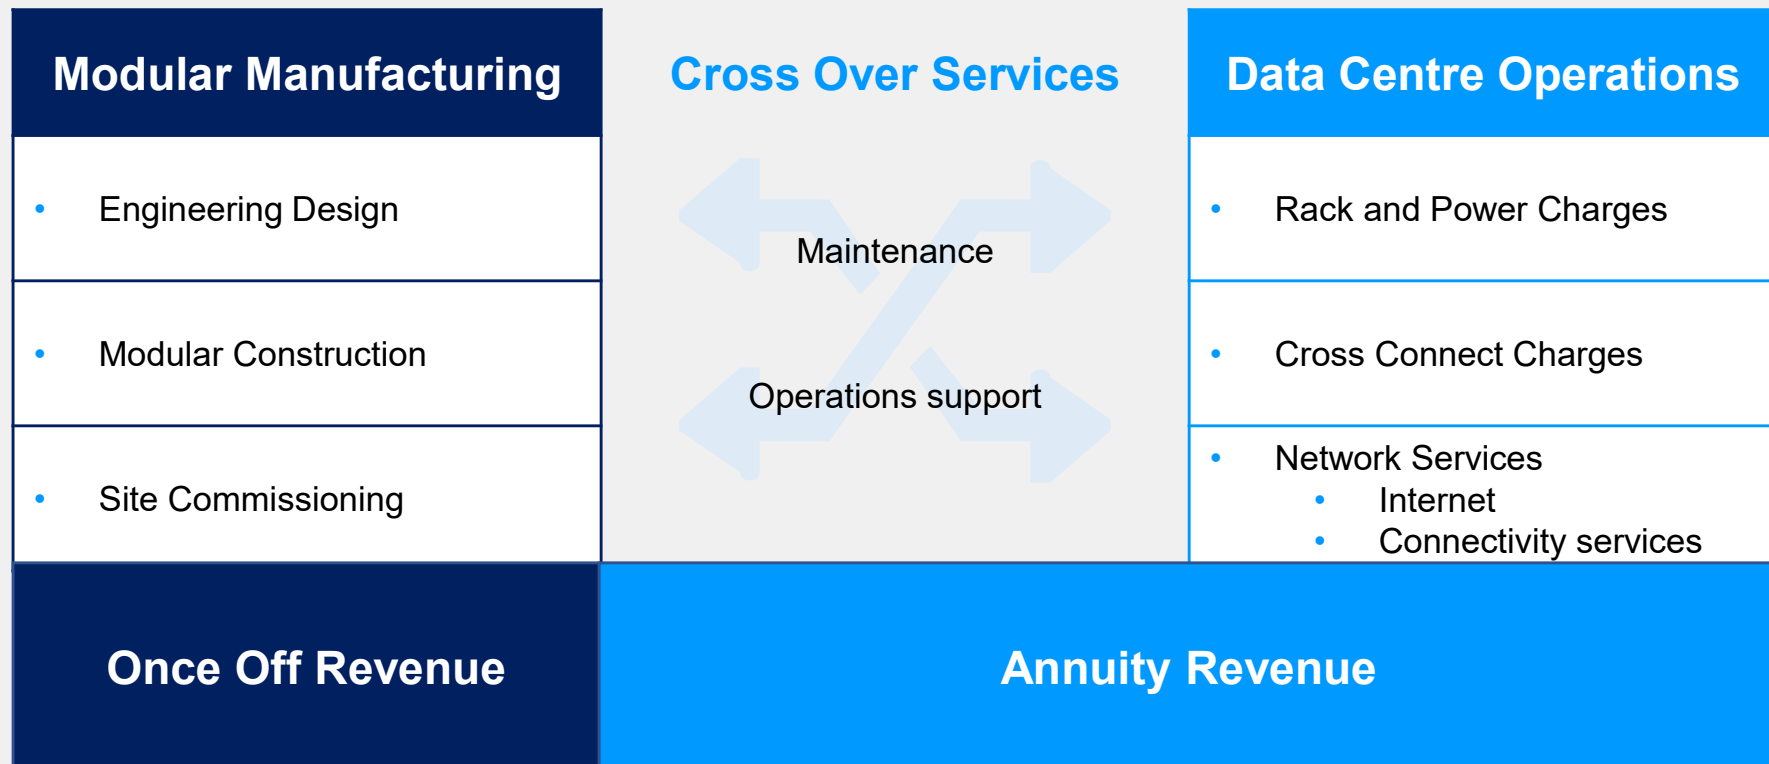 Modular Manufacturing
Cross Over Services
Data Centre Operations
• Engineering Design
• Modular Construction
• Site Commissioning
Maintenance
Operations support
• Rack and Power Charges
• Cross Connect Charges
• Network Services
• Internet
• Connectivity services
Once Off Revenue
Annuity Revenue